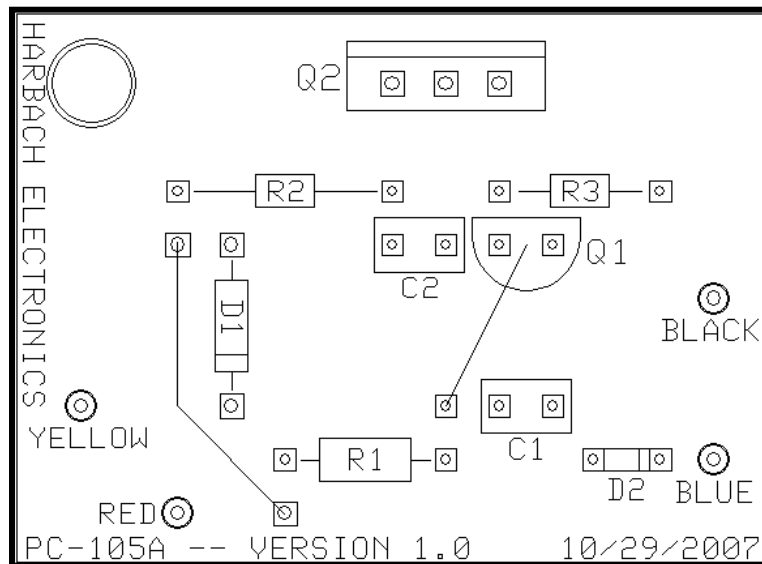 HARBACH ELECTRONICS
Q2
R2
R3
Q1
C2
D1
BLACK
YELLOW
C1
R1
D2
BLUE
RED
PC-105A -- VERSION 1.0 10/29/2007